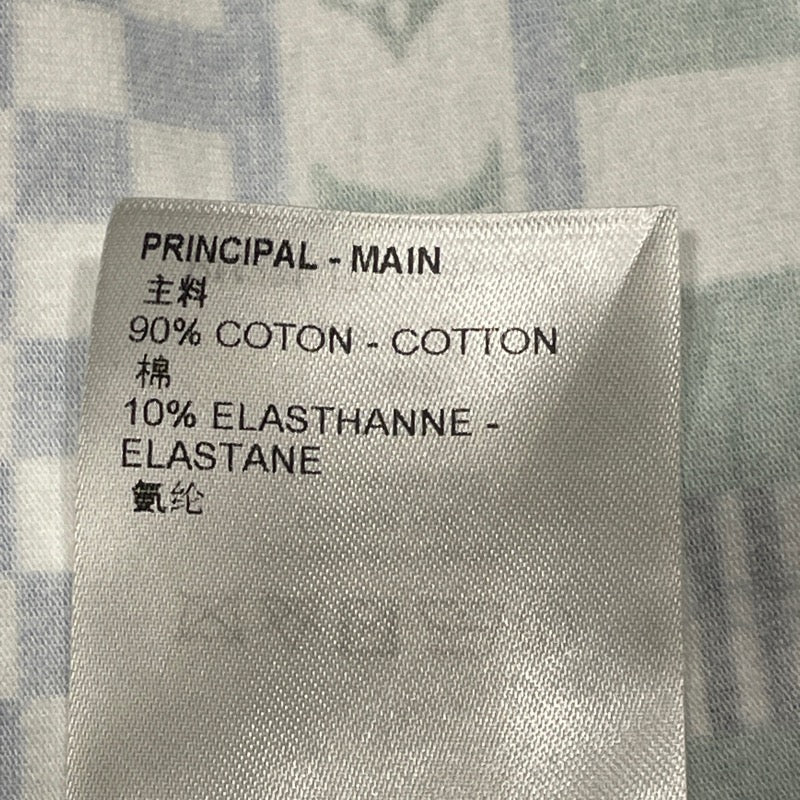 PRINCIPAL - MAIN
主料
90% COTON - COTTON
棉
10% ELASTHANNE -
ELASTANE
氨纶